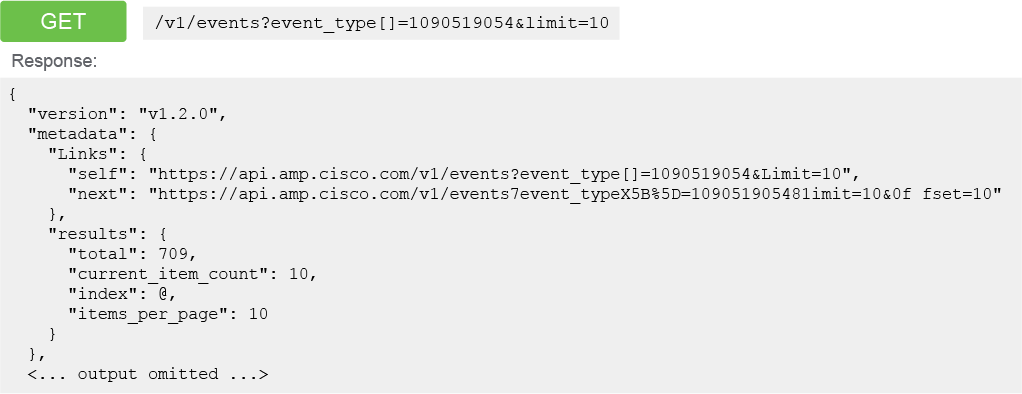 GET /v1/events?event_type[]=1090519054&limit=10
Response:
{
"version": "v1.2.0",
"metadata": {
"Links": {
"self": "https://api.amp.cisco.com/v1/events?event_type[]=1090519054&Limit=10",
"next": "https://api.amp.cisco.com/v1/events7event_typeX5B%5D=109051905481imit=10&0f fset=10"
},
"results": {
"total": 709,
"current_item_count": 10,
"index": @,
"items_per_page": 10
}
},
<... output omitted ...>